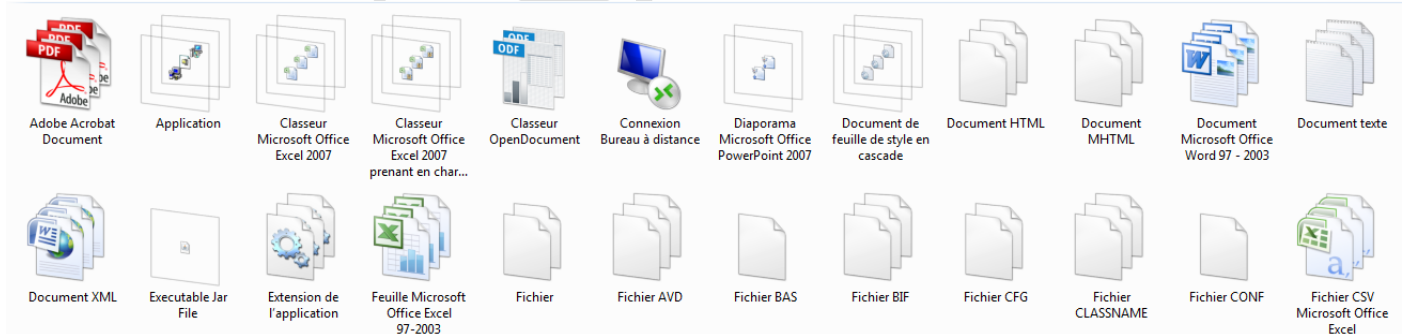 PDF
PDF
PDF
Adobe
ODF
ODF
Adobe Acrobat
Document
Application
Classeur
Microsoft Office
Excel 2007
Classeur
Microsoft Office
Excel 2007
prenant en char...
Classeur
OpenDocument
Connexion
Bureau à distance
Diaporama
Microsoft Office
PowerPoint 2007
Document de
feuille de style en
cascade
Document HTML
Document
MHTML
Document
Microsoft Office
Word 97 - 2003
Document texte
a,
Document XML
Executable Jar
File
Extension de
l'application
Feuille Microsoft
Office Excel
97-2003
Fichier
Fichier AVD
Fichier BAS
Fichier BIF
Fichier CFG
Fichier
CLASSNAME
Fichier CONF
Fichier CSV
Microsoft Office
Excel